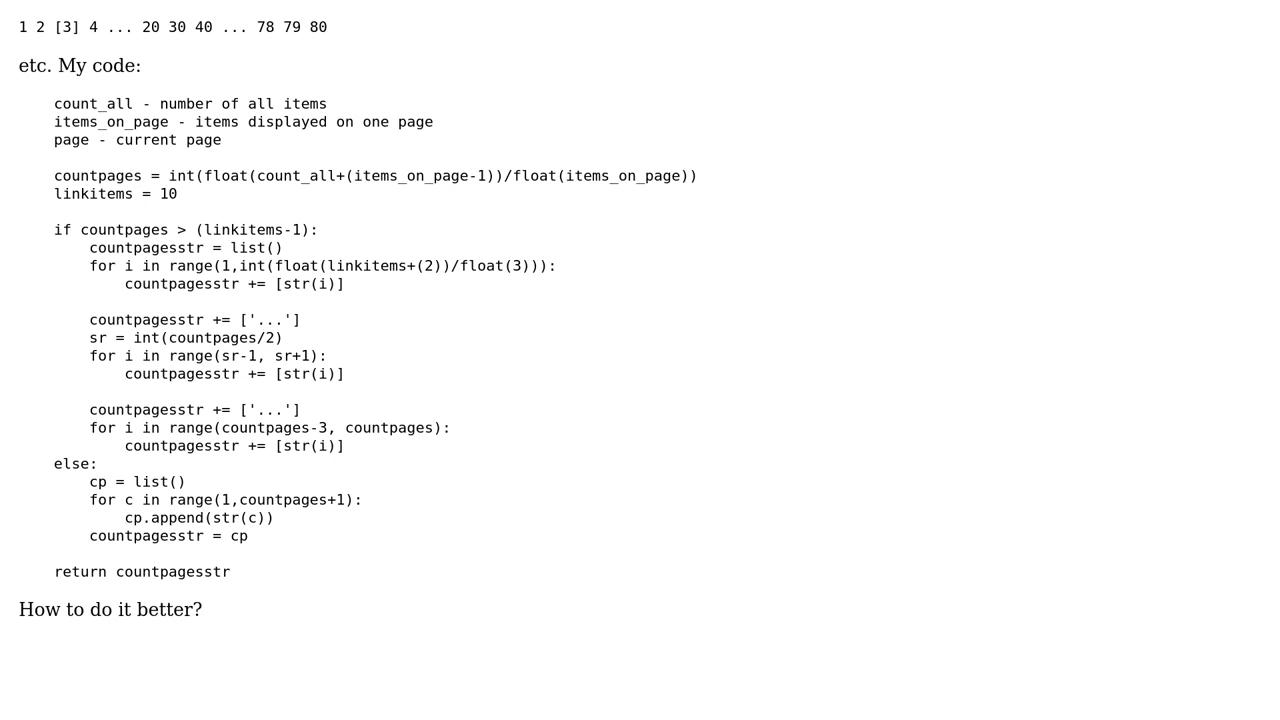 1 2 [3] 4 ... 20 30 40 ... 78 79 80
etc. My code:
count_all - number of all items
items_on_page - items displayed on one page
page - current page
countpages = int(float(count_all+(items_on_page-1))/float(items_on_page))
linkitems = 10
if countpages > (linkitems-1):
    countpagesstr = list()
    for i in range(1,int(float(linkitems+(2))/float(3))):
        countpagesstr += [str(i)]
    countpagesstr += ['...']
    sr = int(countpages/2)
    for i in range(sr-1, sr+1):
        countpagesstr += [str(i)]
    countpagesstr += ['...']
    for i in range(countpages-3, countpages):
        countpagesstr += [str(i)]
else:
    cp = list()
    for c in range(1,countpages+1):
        cp.append(str(c))
    countpagesstr = cp
return countpagesstr
How to do it better?